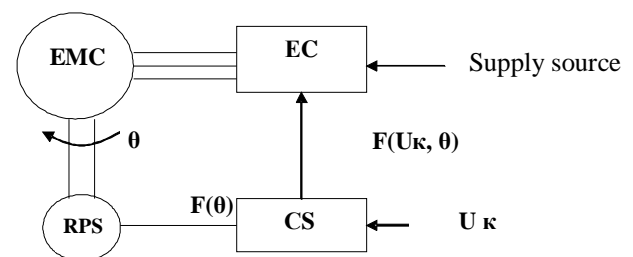 EMC
EC
Supply source
θ
F(Uк, θ)
F(θ)
RPS
CS
U к